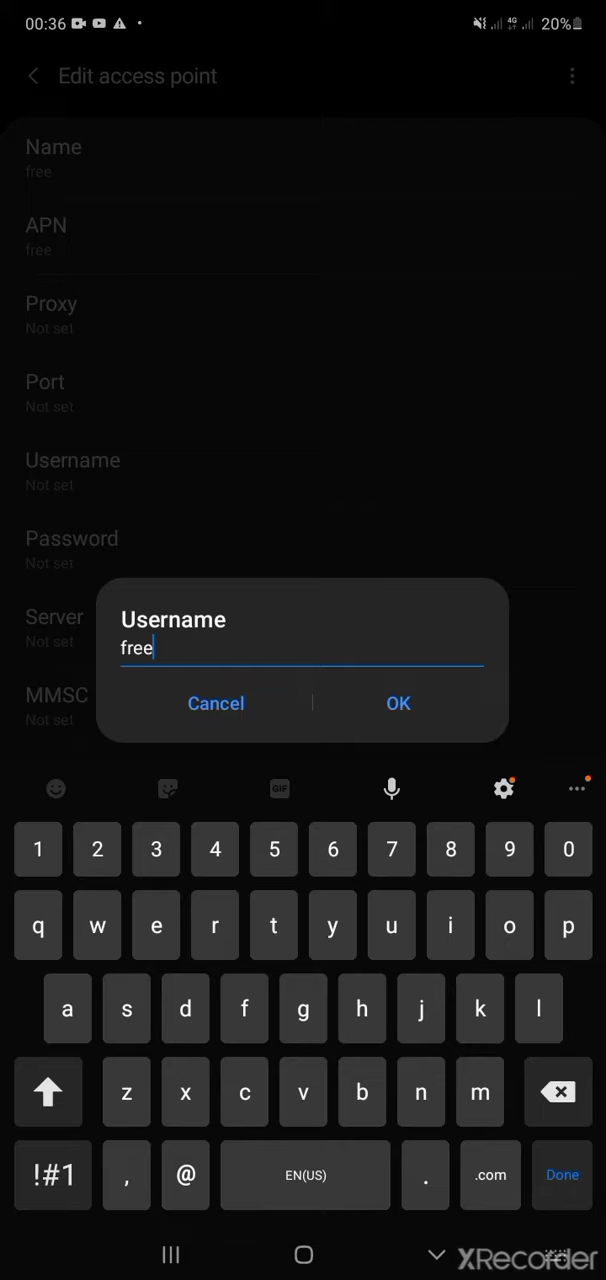 00:36 4G 20%
Edit access point
Name
free
APN
free
Proxy
Not set
Port
Not set
Username
Not set
Password
Not set
Server
Not set
MMSC
Not set
Username
free
Cancel OK
GIF
1 2 3 4 5 6 7 8 9 0
q w e r t y u i o p
a s d f g h j k l
z x c v b n m
!#1 , @ EN(US) . .com Done
XRecorder